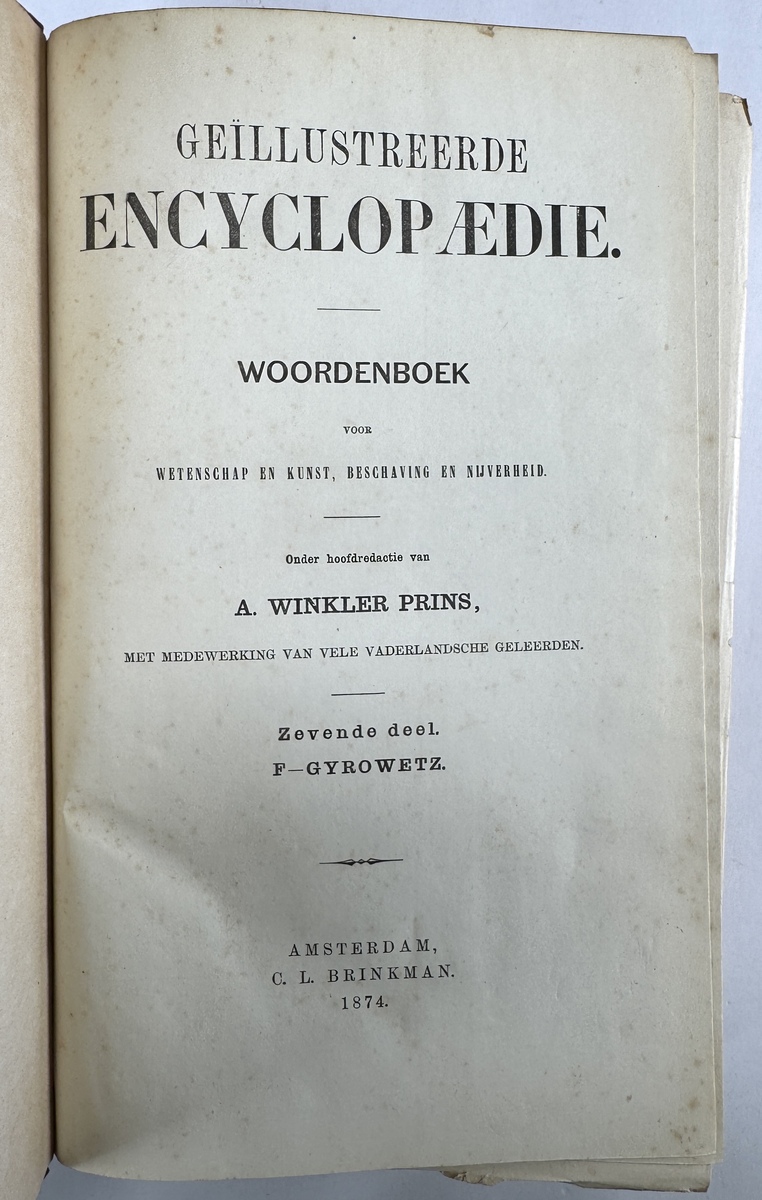 GEÏLLUSTREERDE
ENCYCLOPÆDIE.
WOORDENBOEK
VOOR
WETENSCHAP EN KUNST, BESCHAVING EN NIJVERHEID.
Onder hoofdredactie van
A. WINKLER PRINS,
MET MEDEWERKING VAN VELE VADERLANDSCHE GELEERDEN.
Zevende deel.
F—GYROWETZ.
AMSTERDAM,
C. L. BRINKMAN.
1874.